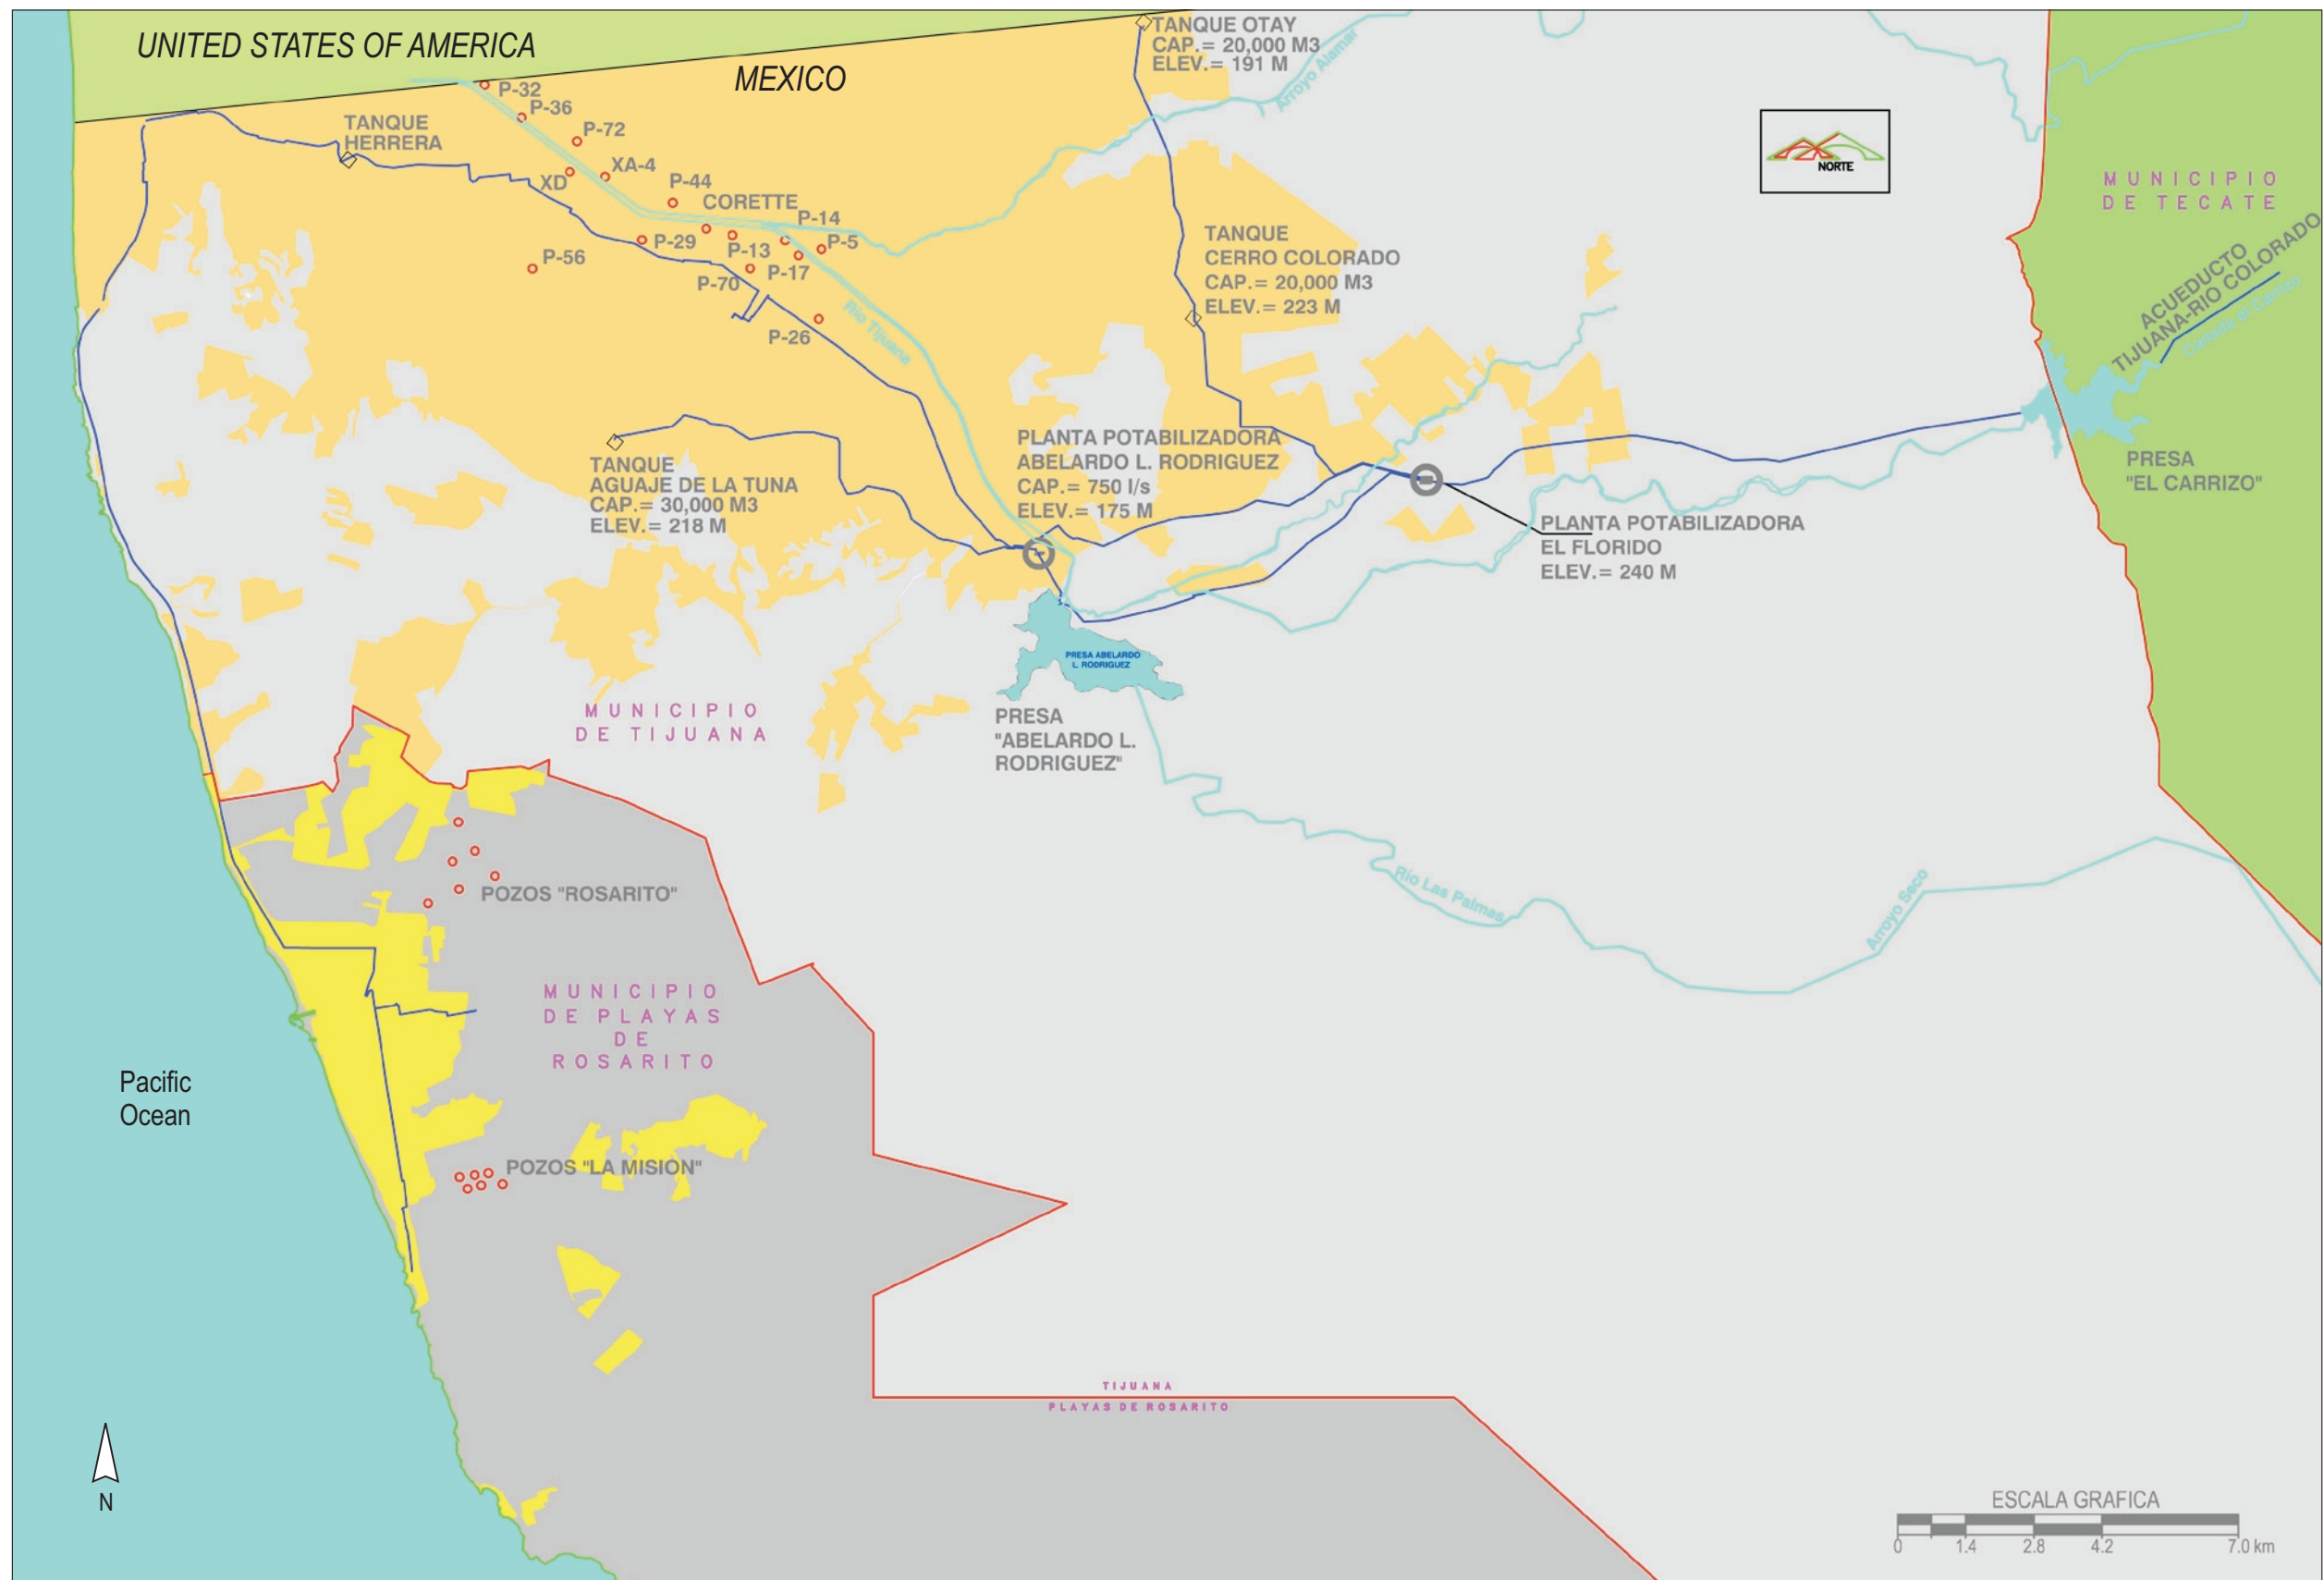 UNITED STATES OF AMERICA
MEXICO
TANQUE OTAY
CAP.= 20,000 M3
ELEV.= 191 M
Arroyo Alamar
P-32
P-36
P-72
TANQUE
HERRERA
XA-4
XD
P-44
CORETTE
P-14
P-29
P-13
P-5
P-56
P-70
P-17
P-26
Río Tijuana
TANQUE
CERRO COLORADO
CAP.= 20,000 M3
ELEV.= 223 M
NORTE
MUNICIPIO
DE TECATE
ACUEDUCTO
TIJUANA-RIO COLORADO
PRESA
"EL CARRIZO"
TANQUE
AGUAJE DE LA TUNA
CAP.= 30,000 M3
ELEV.= 218 M
PLANTA POTABILIZADORA
ABELARDO L. RODRIGUEZ
CAP.= 750 l/s
ELEV.= 175 M
PLANTA POTABILIZADORA
EL FLORIDO
ELEV.= 240 M
PRESA ABELARDO
L. RODRIGUEZ
PRESA
"ABELARDO L.
RODRIGUEZ"
MUNICIPIO
DE TIJUANA
Río Las Palmas
Arroyo Seco
POZOS "ROSARITO"
MUNICIPIO
DE PLAYAS
DE
ROSARITO
Pacific
Ocean
POZOS "LA MISION"
TIJUANA
PLAYAS DE ROSARITO
N
ESCALA GRAFICA
0 1.4 2.8 4.2 7.0 km